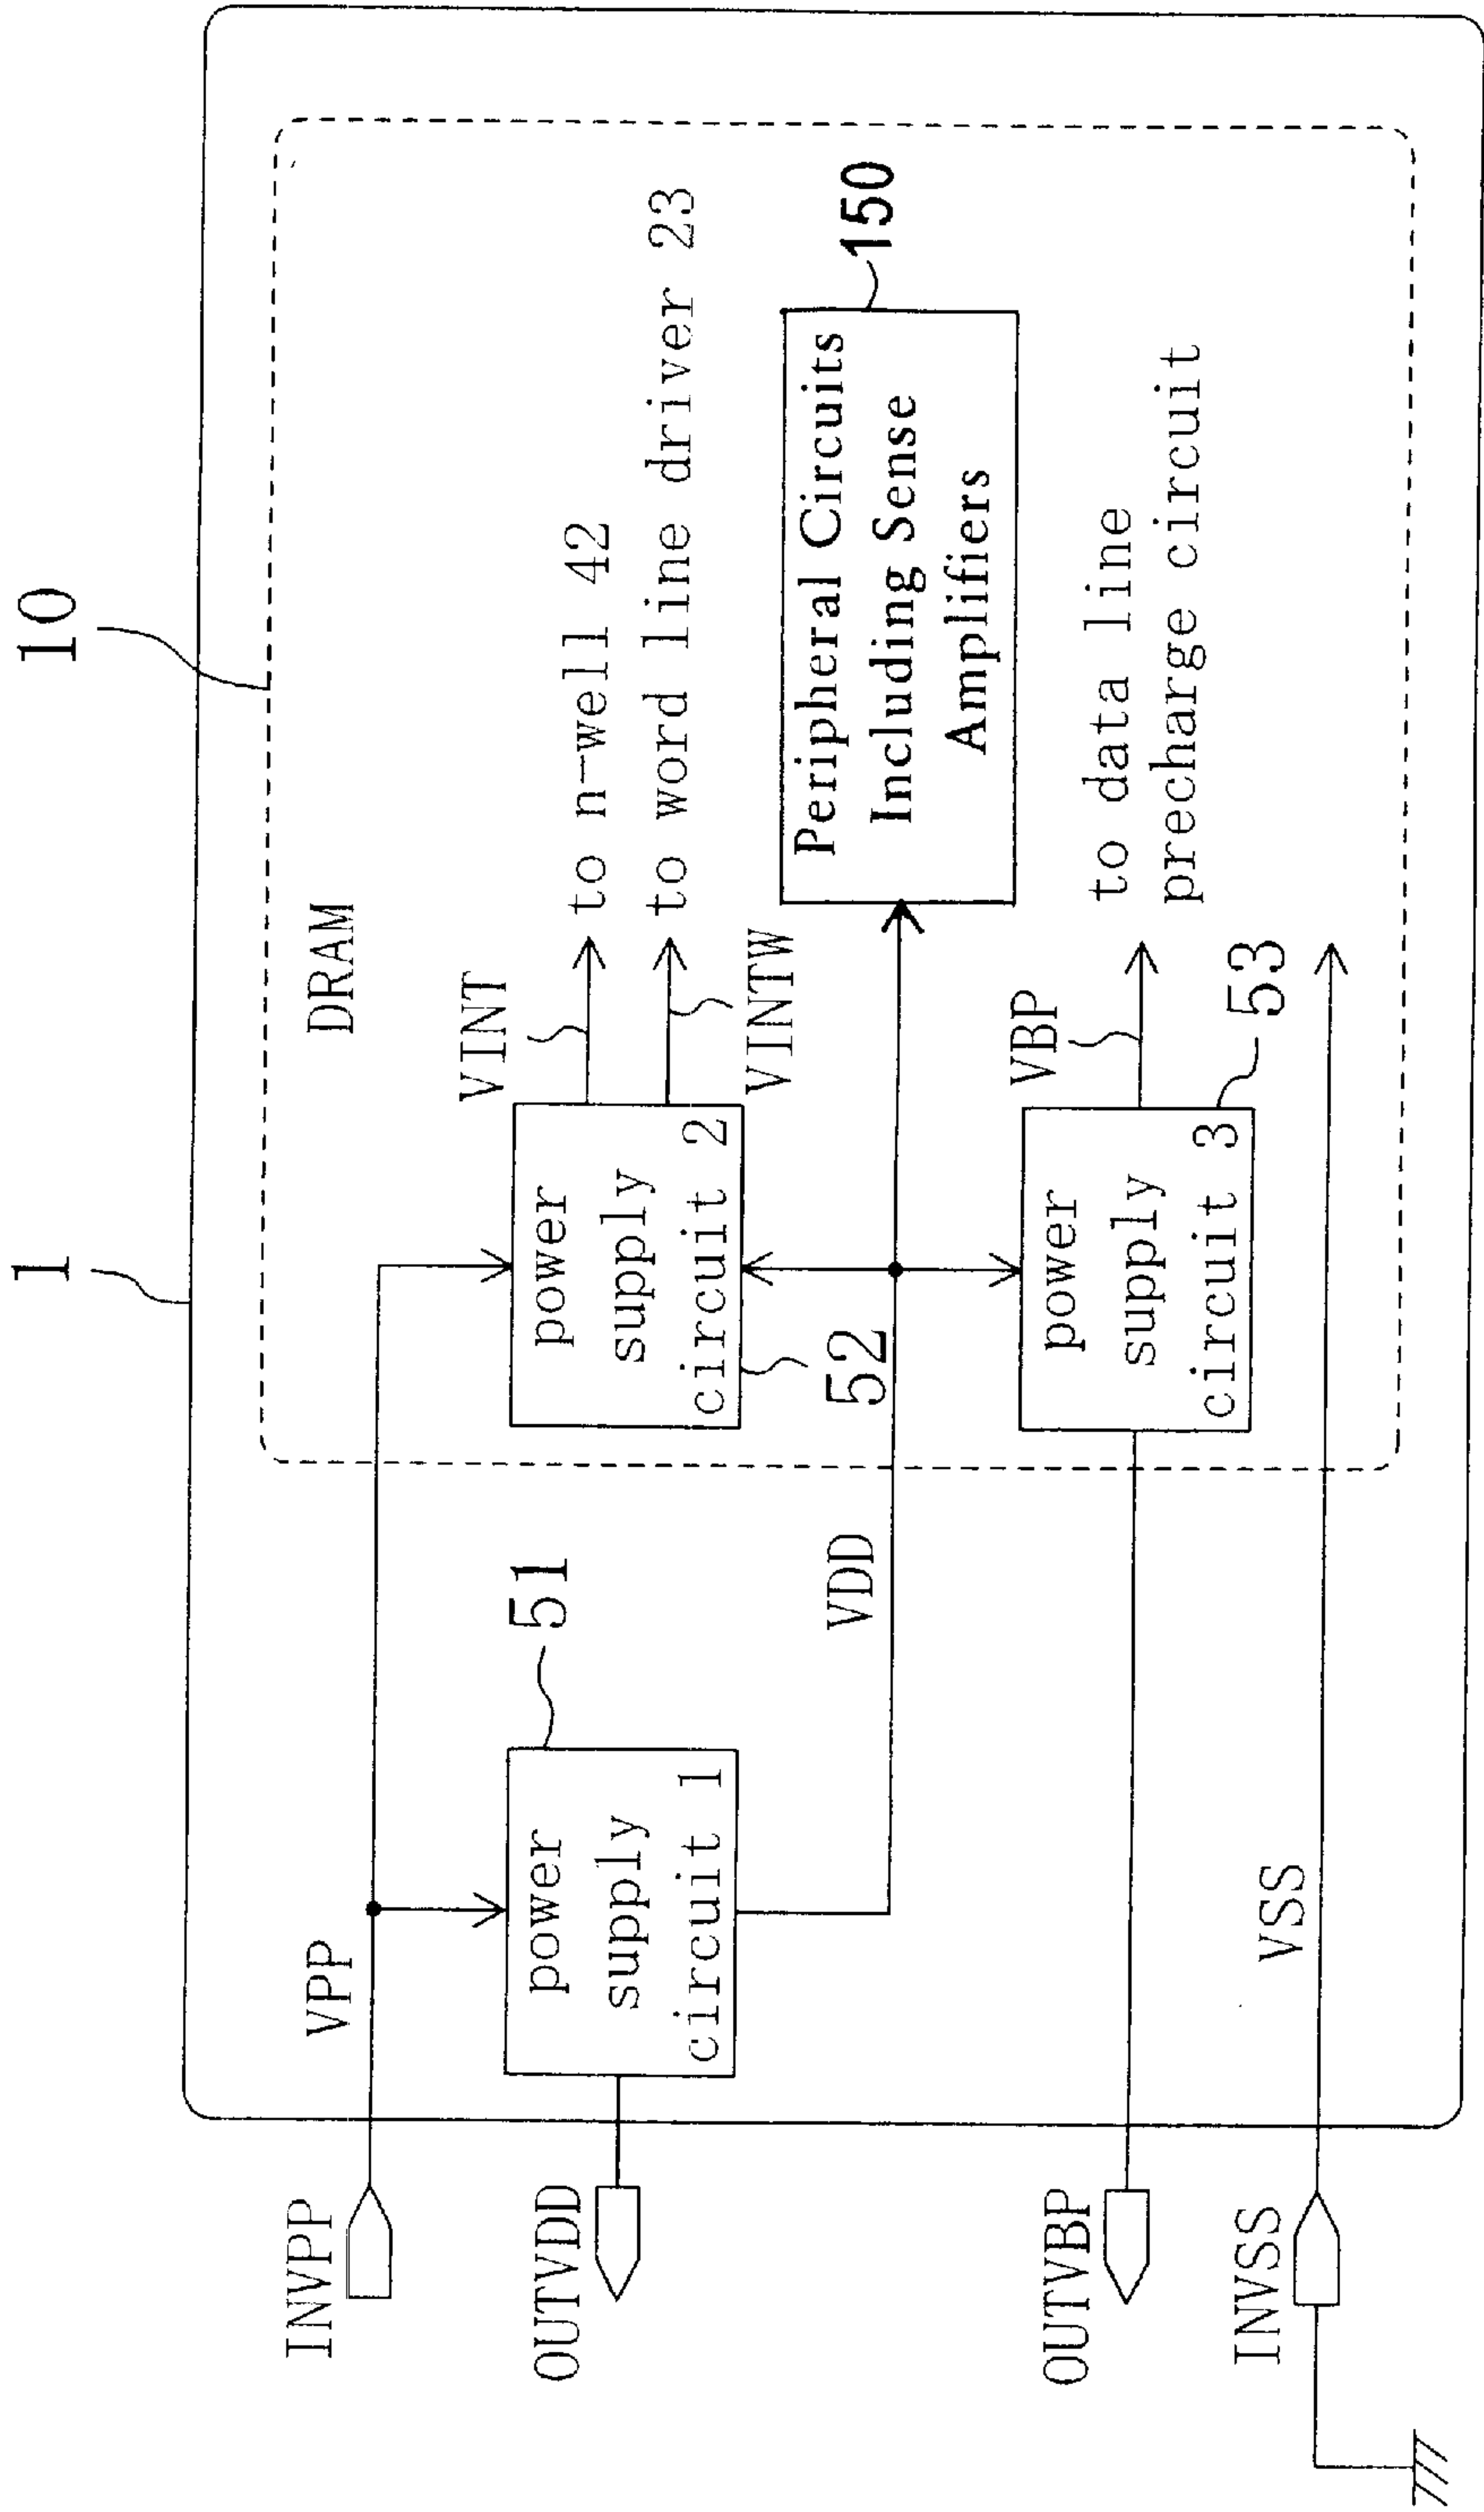 1
10
DRAM
INVPP
VPP
power
supply
circuit 1
51
OUTVDD
VDD
power
supply
circuit 2
52
VINT
to n-well 42
to word line driver 23
VINTW
Peripheral Circuits
Including Sense
Amplifiers
150
power
supply
circuit 3
53
VBP
to data line
precharge circuit
OUTVBP
INVSS
VSS